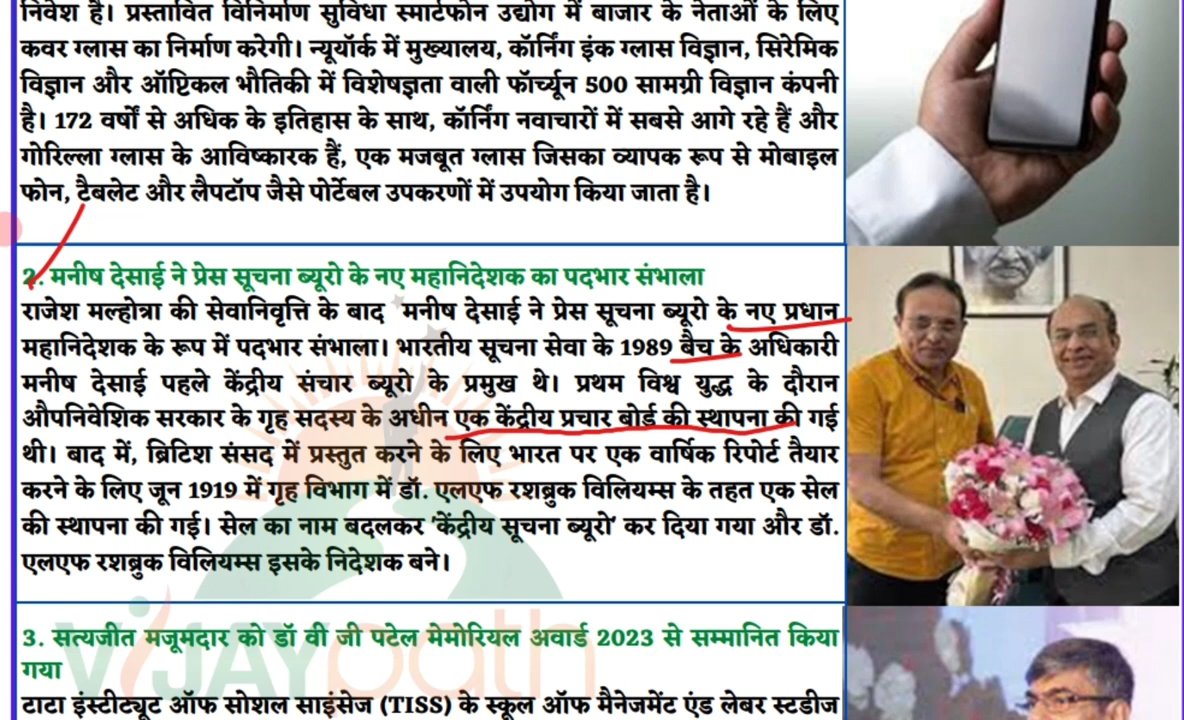 निवेश है। प्रस्तावित विनिर्माण सुविधा स्मार्टफोन उद्योग में बाजार के नेताओं के लिए
कवर ग्लास का निर्माण करेगी। न्यूयॉर्क में मुख्यालय, कॉर्निंग इंक ग्लास विज्ञान, सिरेमिक
विज्ञान और ऑप्टिकल भौतिकी में विशेषज्ञता वाली फॉर्च्यून 500 सामग्री विज्ञान कंपनी
है। 172 वर्षों से अधिक के इतिहास के साथ, कॉर्निंग नवाचारों में सबसे आगे रहे हैं और
गोरिल्ला ग्लास के आविष्कारक हैं, एक मजबूत ग्लास जिसका व्यापक रूप से मोबाइल
फोन, टैबलेट और लैपटॉप जैसे पोर्टेबल उपकरणों में उपयोग किया जाता है।
2. मनीष देसाई ने प्रेस सूचना ब्यूरो के नए महानिदेशक का पदभार संभाला
राजेश मल्होत्रा की सेवानिवृत्ति के बाद मनीष देसाई ने प्रेस सूचना ब्यूरो के नए प्रधान
महानिदेशक के रूप में पदभार संभाला। भारतीय सूचना सेवा के 1989 बैच के अधिकारी
मनीष देसाई पहले केंद्रीय संचार ब्यूरो के प्रमुख थे। प्रथम विश्व युद्ध के दौरान
औपनिवेशिक सरकार के गृह सदस्य के अधीन एक केंद्रीय प्रचार बोर्ड की स्थापना की गई
थी। बाद में, ब्रिटिश संसद में प्रस्तुत करने के लिए भारत पर एक वार्षिक रिपोर्ट तैयार
करने के लिए जून 1919 में गृह विभाग में डॉ. एलएफ रशब्रुक विलियम्स के तहत एक सेल
की स्थापना की गई। सेल का नाम बदलकर 'केंद्रीय सूचना ब्यूरो' कर दिया गया और डॉ.
एलएफ रशब्रुक विलियम्स इसके निदेशक बने।
3. सत्यजीत मजूमदार को डॉ वी जी पटेल मेमोरियल अवार्ड 2023 से सम्मानित किया
गया
टाटा इंस्टीट्यूट ऑफ सोशल साइंसेज (TISS) के स्कूल ऑफ मैनेजमेंट एंड लेबर स्टडीज
ViJAYpath